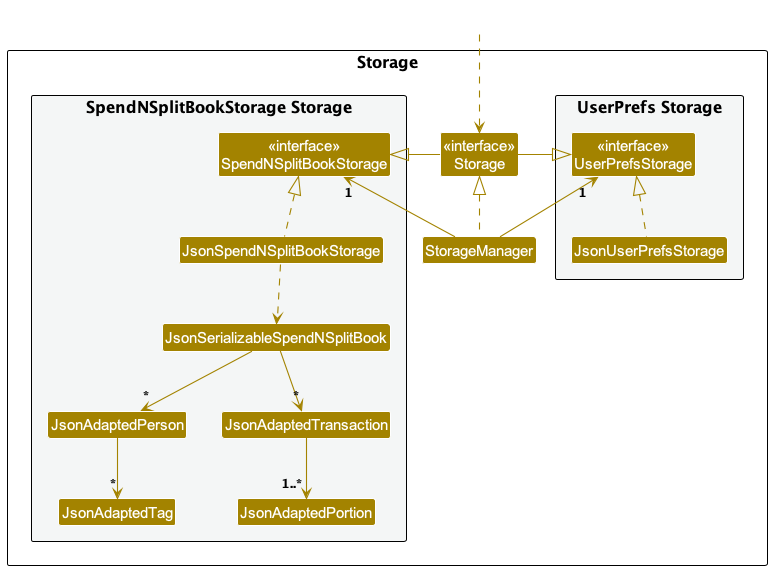 Storage
SpendNSplitBookStorage Storage
UserPrefs Storage
«interface»
SpendNSplitBookStorage
«interface»
Storage
«interface»
UserPrefsStorage
1
1
JsonSpendNSplitBookStorage
StorageManager
JsonUserPrefsStorage
JsonSerializableSpendNSplitBook
*
*
JsonAdaptedPerson
JsonAdaptedTransaction
*
1..*
JsonAdaptedTag
JsonAdaptedPortion